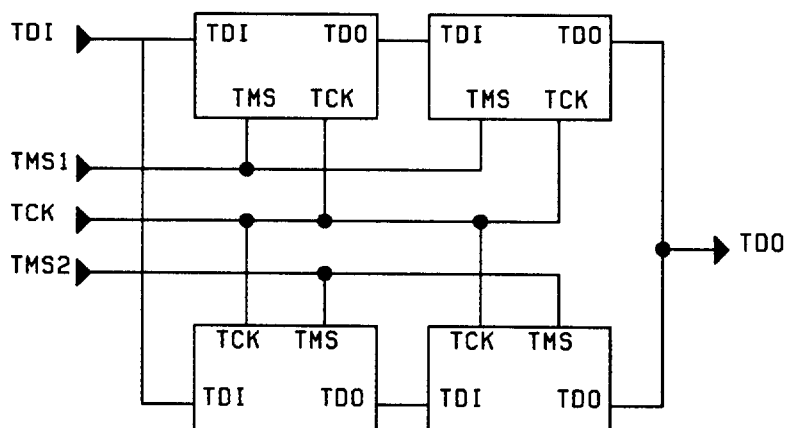 TDI
TDI TDO
TMS TCK
TDI TDO
TMS TCK
TMS1
TCK
TMS2
TDO
TCK TMS
TDI TDO
TCK TMS
TDI TDO